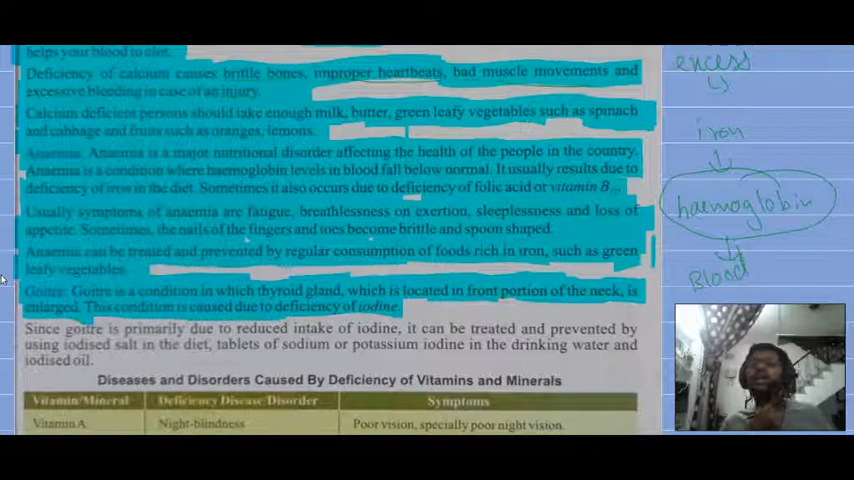 helps your blood to clot.
Deficiency of calcium causes brittle bones, improper heartbeats, bad muscle movements and
excessive bleeding in case of an injury.
Calcium deficient persons should take enough milk, butter, green leafy vegetables such as spinach
and cabbage and fruits such as oranges, lemons.
Anaemia: Anaemia is a major nutritional disorder affecting the health of the people in the country.
Anaemia is a condition where haemoglobin levels in blood fall below normal. It usually results due to
deficiency of iron in the diet. Sometimes it also occurs due to deficiency of folic acid or vitamin B12.
Usually symptoms of anaemia are fatigue, breathlessness on exertion, sleeplessness and loss of
appetite. Sometimes, the nails of the fingers and toes become brittle and spoon shaped.
Anaemia can be treated and prevented by regular consumption of foods rich in iron, such as green
leafy vegetables.
Goitre: Goitre is a condition in which thyroid gland, which is located in front portion of the neck, is
enlarged. This condition is caused due to deficiency of iodine.
Since goitre is primarily due to reduced intake of iodine, it can be treated and prevented by
using iodised salt in the diet, tablets of sodium or potassium iodine in the drinking water and
iodised oil.
Diseases and Disorders Caused By Deficiency of Vitamins and Minerals
Vitamin/Mineral Deficiency Disease/Disorder Symptoms
Vitamin A Night-blindness Poor vision, specially poor night vision.
excess
iron
haemoglobin
Blood